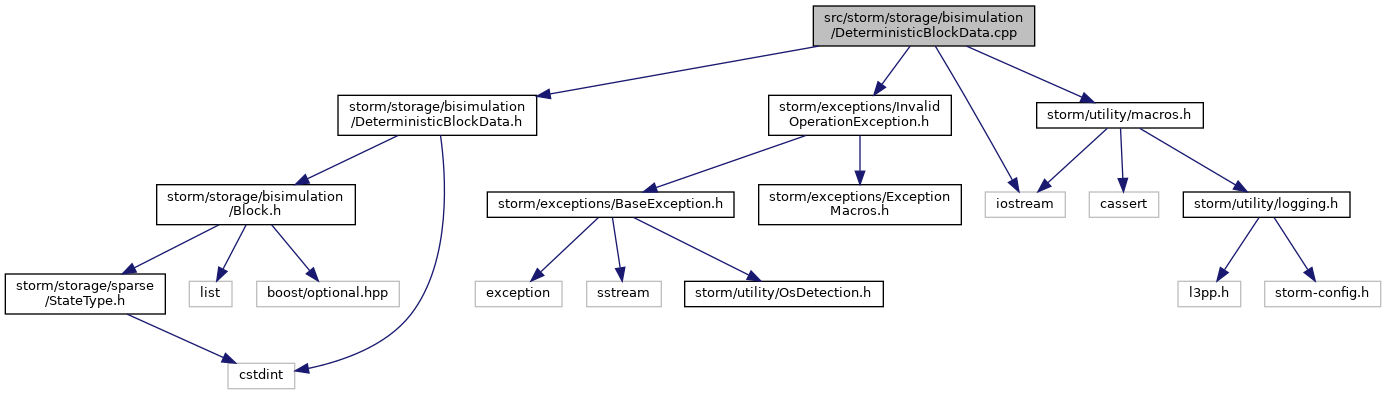 src/storm/storage/bisimulation
/DeterministicBlockData.cpp
storm/storage/bisimulation
/DeterministicBlockData.h
storm/exceptions/Invalid
OperationException.h
storm/utility/macros.h
storm/storage/bisimulation
/Block.h
storm/exceptions/BaseException.h
storm/exceptions/Exception
Macros.h
iostream
cassert
storm/utility/logging.h
storm/storage/sparse
/StateType.h
list
boost/optional.hpp
exception
sstream
storm/utility/OsDetection.h
l3pp.h
storm-config.h
cstdint